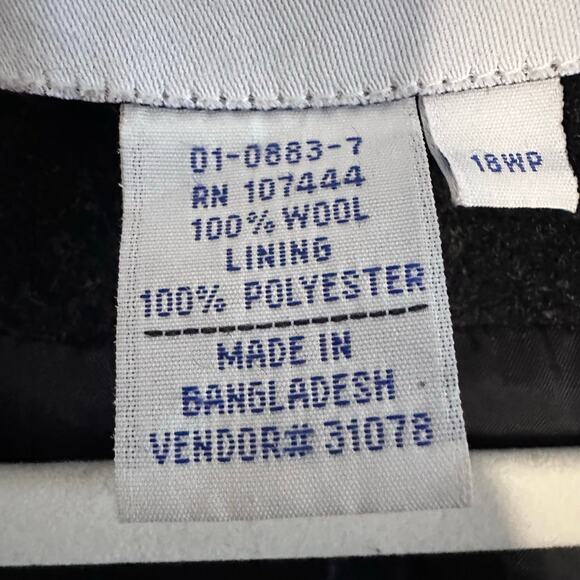 01-0883-7
RN 107444
100% WOOL
LINING
100% POLYESTER
MADE IN
BANGLADESH
VENDOR# 31078
18WP